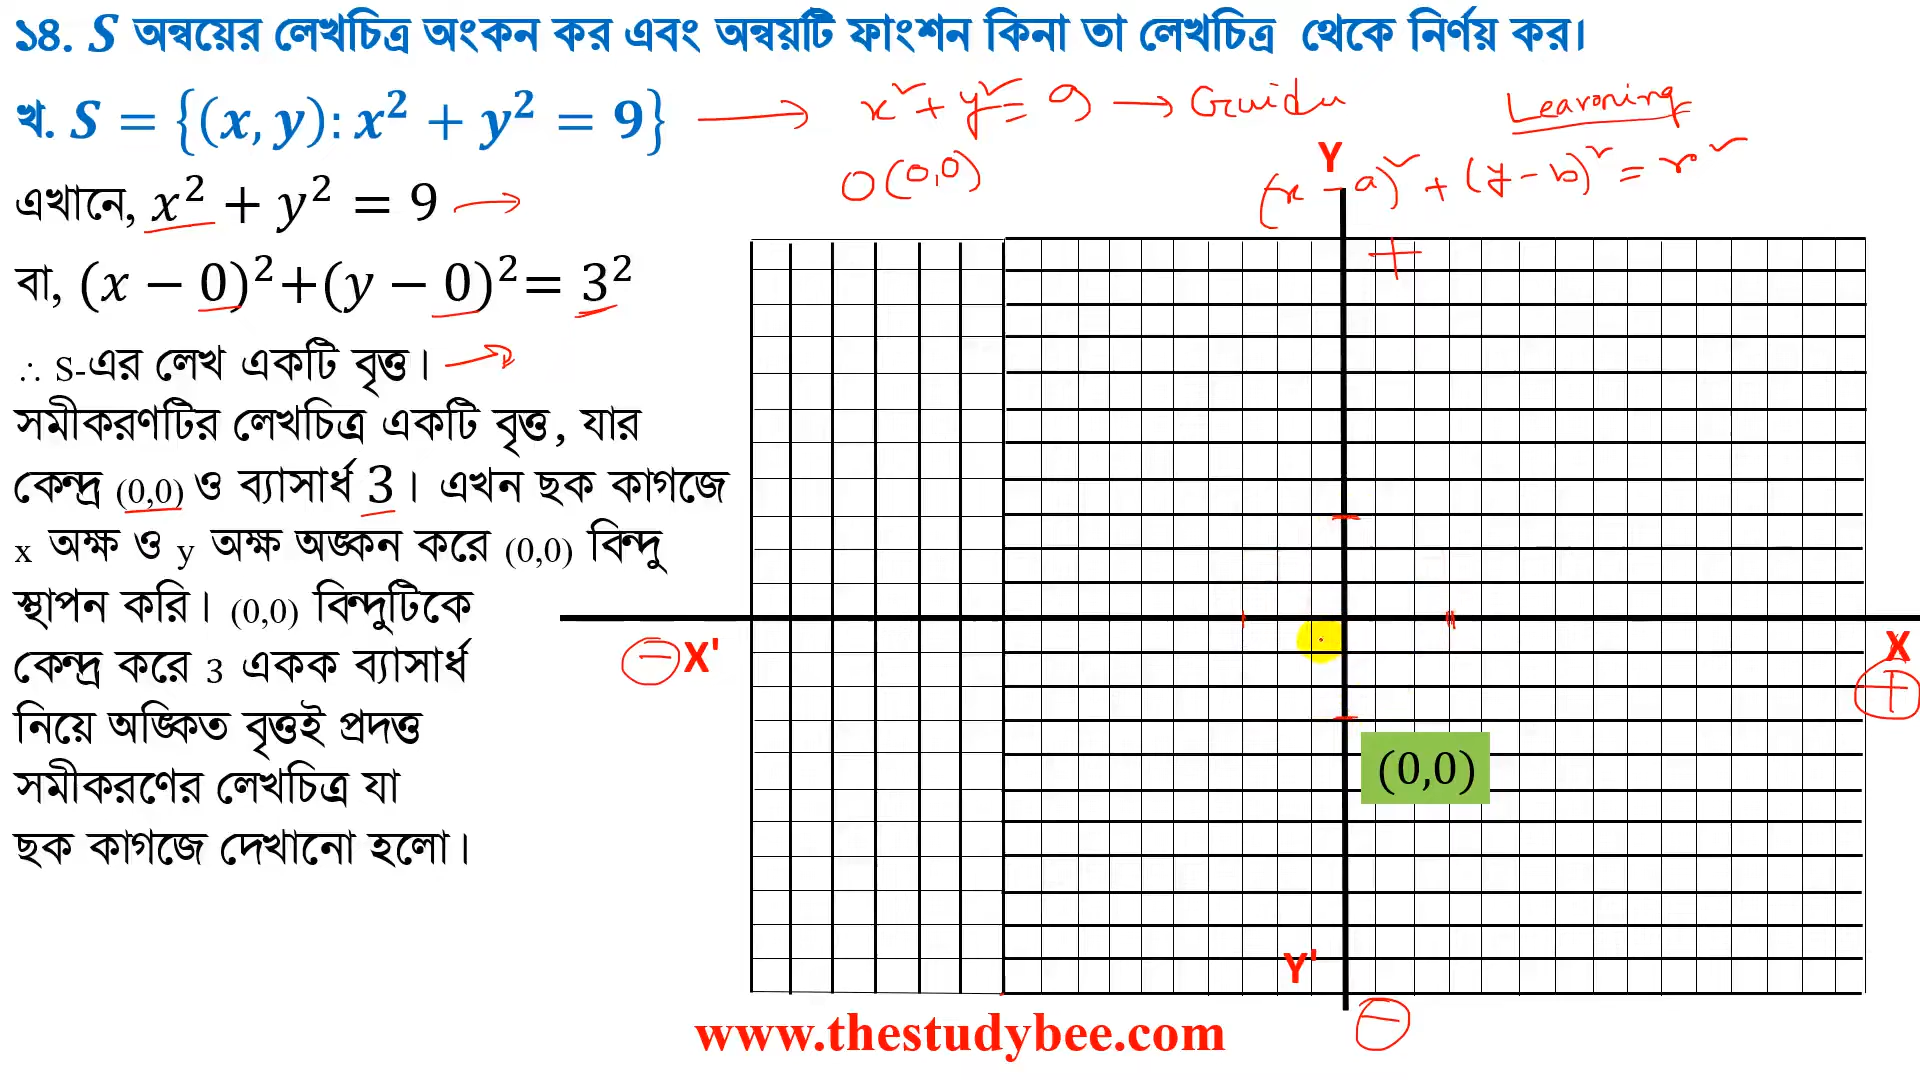 ১৪. S অন্বয়ের লেখচিত্র অংকন কর এবং অন্বয়টি ফাংশন কিনা তা লেখচিত্র থেকে নির্ণয় কর।
খ. S = {(x, y): x² + y² = 9}
x² + y² = 9
Learning
O(0,0)
(x - a)² + (y - b)² = r²
এখানে, x² + y² = 9
বা, (x − 0)²+(y − 0)²= 3²
∴ S-এর লেখ একটি বৃত্ত।
সমীকরণটির লেখচিত্র একটি বৃত্ত, যার
কেন্দ্র (0,0) ও ব্যাসার্ধ 3। এখন ছক কাগজে
x অক্ষ ও y অক্ষ অঙ্কন করে (0,0) বিন্দু
স্থাপন করি। (0,0) বিন্দুটিকে
কেন্দ্র করে 3 একক ব্যাসার্ধ
নিয়ে অঙ্কিত বৃত্তই প্রদত্ত
সমীকরণের লেখচিত্র যা
ছক কাগজে দেখানো হলো।
Y
+
− X'
X
+
(0,0)
Y'
−
www.thestudybee.com